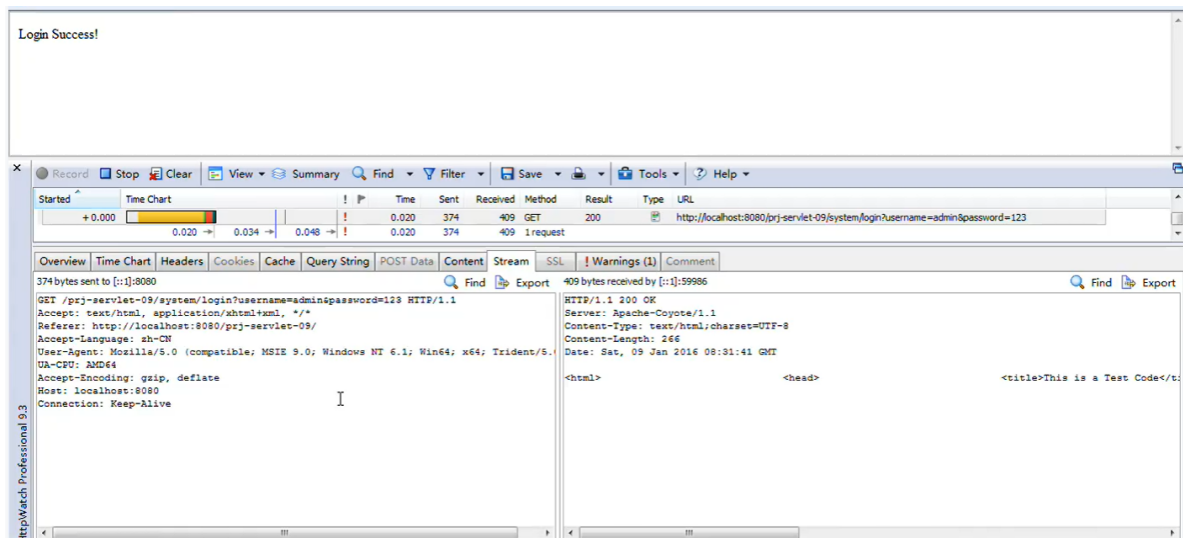 Login Success!
Record Stop Clear View Summary Find Filter Save Tools Help
Started Time Chart ! Time Sent Received Method Result Type URL
+ 0.000 ! 0.020 374 409 GET 200 http://localhost:8080/prj-servlet-09/system/login?username=admin&password=123
0.020 0.034 0.048 ! 0.020 374 409 1 request
Overview Time Chart Headers Cookies Cache Query String POST Data Content Stream SSL ! Warnings (1) Comment
374 bytes sent to [::1]:8080 Find Export 409 bytes received by [::1]:59986 Find Export
GET /prj-servlet-09/system/login?username=admin&password=123 HTTP/1.1
Accept: text/html, application/xhtml+xml, */*
Referer: http://localhost:8080/prj-servlet-09/
Accept-Language: zh-CN
User-Agent: Mozilla/5.0 (compatible; MSIE 9.0; Windows NT 6.1; Win64; x64; Trident/5.
UA-CPU: AMD64
Accept-Encoding: gzip, deflate
Host: localhost:8080
Connection: Keep-Alive
HTTP/1.1 200 OK
Server: Apache-Coyote/1.1
Content-Type: text/html;charset=UTF-8
Content-Length: 266
Date: Sat, 09 Jan 2016 08:31:41 GMT
<html> <head> <title>This is a Test Code</ti
HttpWatch Professional 9.3